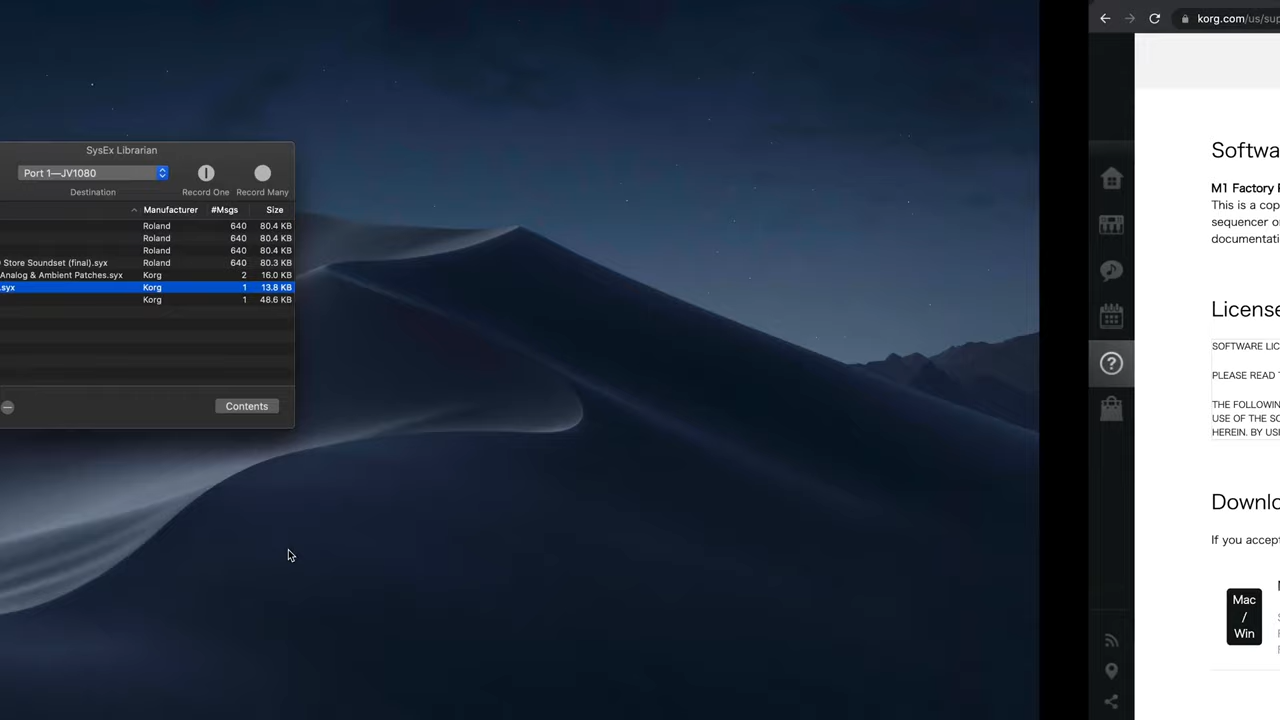 SysEx Librarian
Port 1—JV1080
Destination
Record One
Record Many
Manufacturer #Msgs Size
Roland 640 80.4 KB
Roland 640 80.4 KB
Roland 640 80.4 KB
Store Soundset (final).syx Roland 640 80.3 KB
Analog & Ambient Patches.syx Korg 2 16.0 KB
.syx Korg 1 13.8 KB
Korg 1 48.6 KB
Contents
korg.com/us/sup
Softwa
M1 Factory
This is a cop
sequencer o
documentati
License
SOFTWARE LIC
PLEASE READ T
THE FOLLOWIN
USE OF THE SO
HEREIN. BY USI
Downlo
If you accept
Mac
/
Win